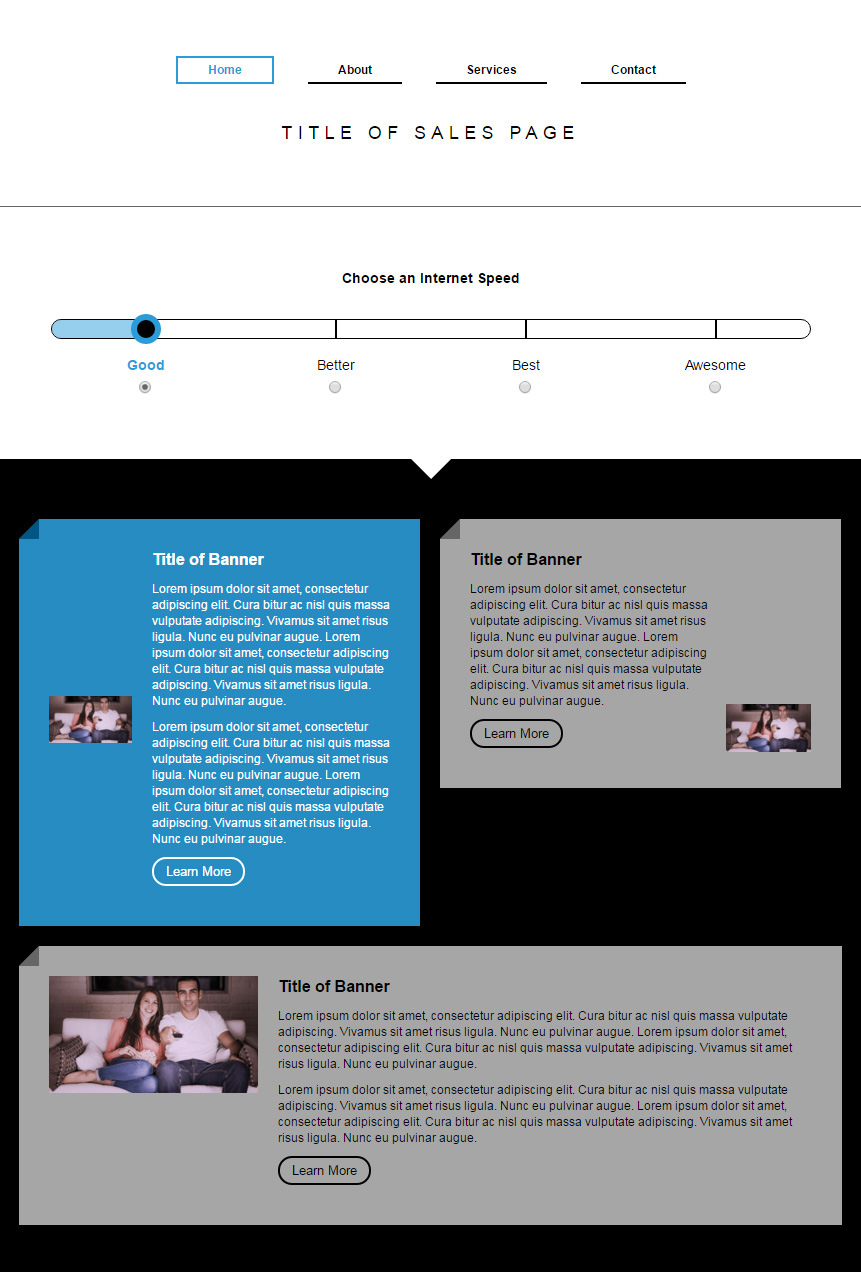 Home
About
Services
Contact
TITLE OF SALES PAGE
Choose an Internet Speed
Good
Better
Best
Awesome
Title of Banner
Lorem ipsum dolor sit amet, consectetur
adipiscing elit. Cura bitur ac nisl quis massa
vulputate adipiscing. Vivamus sit amet risus
ligula. Nunc eu pulvinar augue. Lorem
ipsum dolor sit amet, consectetur adipiscing
elit. Cura bitur ac nisl quis massa vulputate
adipiscing. Vivamus sit amet risus ligula.
Nunc eu pulvinar augue.
Lorem ipsum dolor sit amet, consectetur
adipiscing elit. Cura bitur ac nisl quis massa
vulputate adipiscing. Vivamus sit amet risus
ligula. Nunc eu pulvinar augue. Lorem
ipsum dolor sit amet, consectetur adipiscing
elit. Cura bitur ac nisl quis massa vulputate
adipiscing. Vivamus sit amet risus ligula.
Nunc eu pulvinar augue.
Learn More
Title of Banner
Lorem ipsum dolor sit amet, consectetur
adipiscing elit. Cura bitur ac nisl quis massa
vulputate adipiscing. Vivamus sit amet risus
ligula. Nunc eu pulvinar augue. Lorem
ipsum dolor sit amet, consectetur adipiscing
elit. Cura bitur ac nisl quis massa vulputate
adipiscing. Vivamus sit amet risus ligula.
Nunc eu pulvinar augue.
Learn More
Title of Banner
Lorem ipsum dolor sit amet, consectetur adipiscing elit. Cura bitur ac nisl quis massa vulputate
adipiscing. Vivamus sit amet risus ligula. Nunc eu pulvinar augue. Lorem ipsum dolor sit amet,
consectetur adipiscing elit. Cura bitur ac nisl quis massa vulputate adipiscing. Vivamus sit amet
risus ligula. Nunc eu pulvinar augue.
Lorem ipsum dolor sit amet, consectetur adipiscing elit. Cura bitur ac nisl quis massa vulputate
adipiscing. Vivamus sit amet risus ligula. Nunc eu pulvinar augue. Lorem ipsum dolor sit amet,
consectetur adipiscing elit. Cura bitur ac nisl quis massa vulputate adipiscing. Vivamus sit amet
risus ligula. Nunc eu pulvinar augue.
Learn More